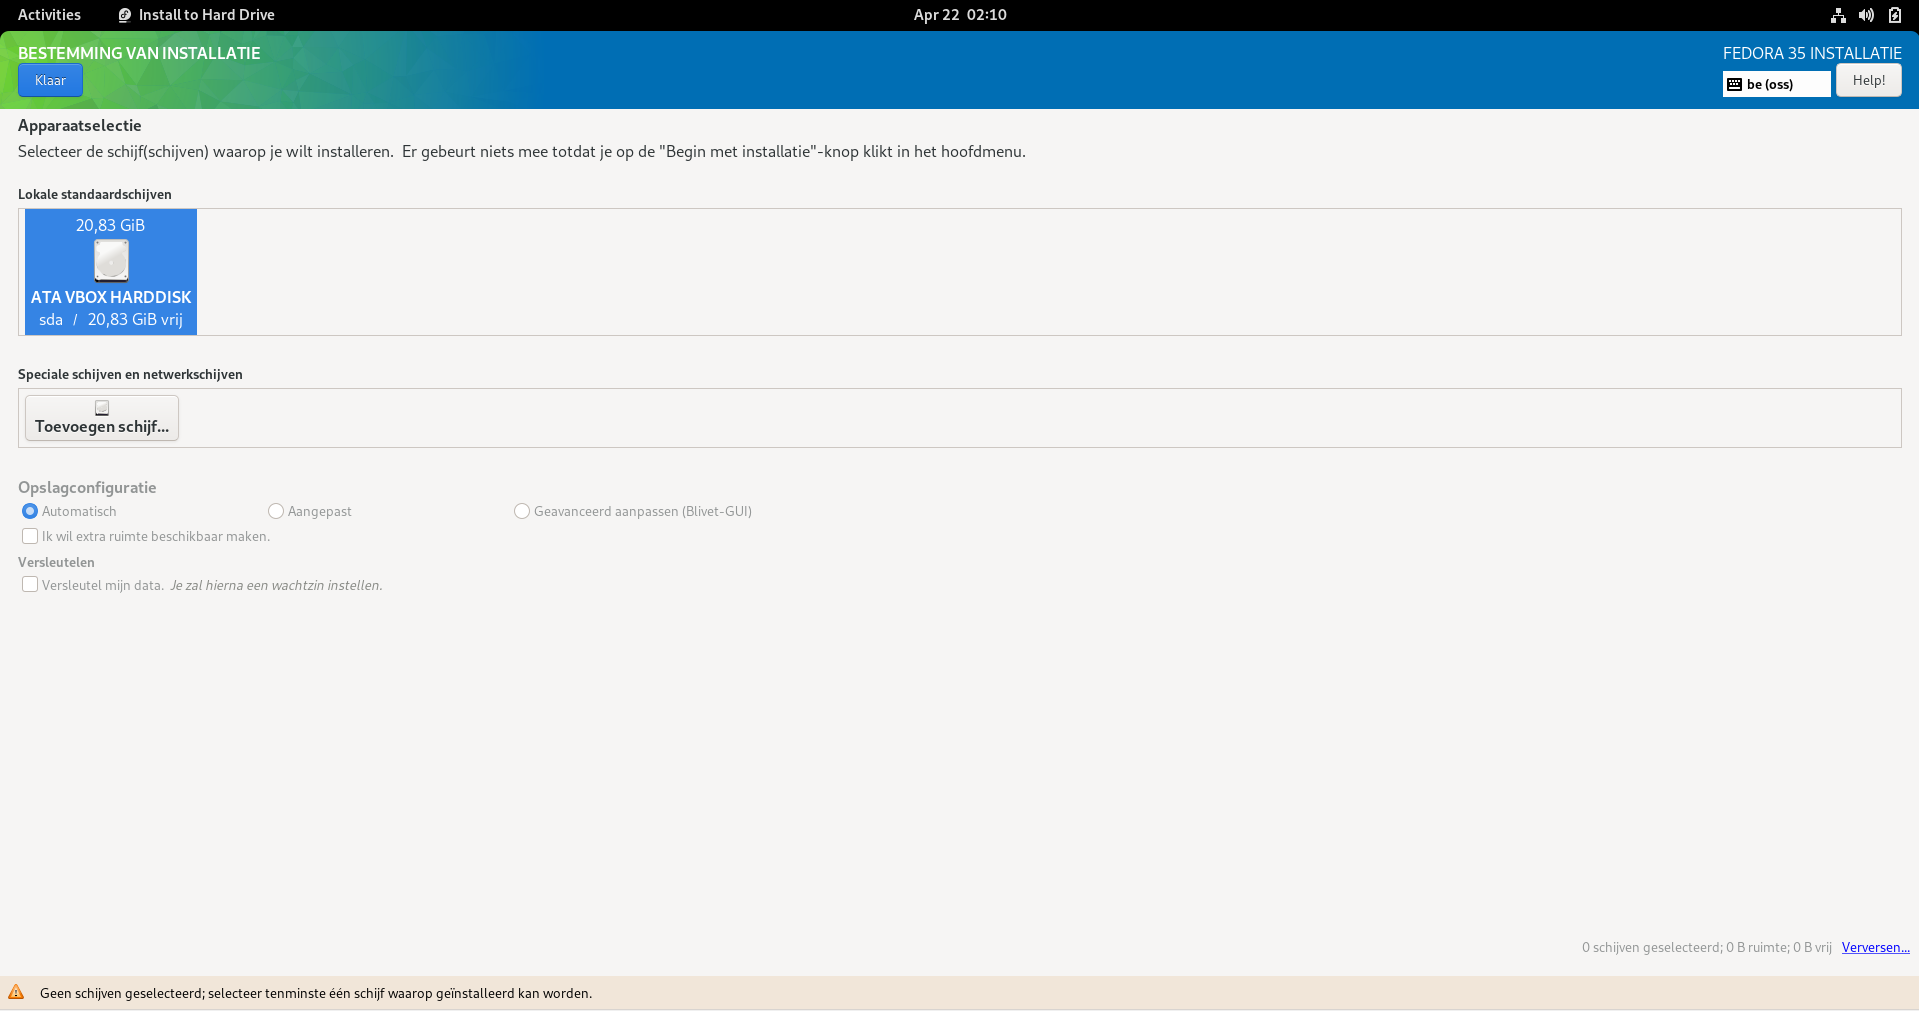 Activities
Install to Hard Drive
Apr 22 02:10
BESTEMMING VAN INSTALLATIE
FEDORA 35 INSTALLATIE
Klaar
be (oss)
Help!
Apparaatselectie
Selecteer de schijf(schijven) waarop je wilt installeren. Er gebeurt niets mee totdat je op de "Begin met installatie"-knop klikt in het hoofdmenu.
Lokale standaardschijven
20,83 GiB
ATA VBOX HARDDISK
sda / 20,83 GiB vrij
Speciale schijven en netwerkschijven
Toevoegen schijf...
Opslagconfiguratie
Automatisch
Aangepast
Geavanceerd aanpassen (Blivet-GUI)
Ik wil extra ruimte beschikbaar maken.
Versleutelen
Versleutel mijn data. Je zal hierna een wachtzin instellen.
0 schijven geselecteerd; 0 B ruimte; 0 B vrij Verversen...
Geen schijven geselecteerd; selecteer tenminste één schijf waarop geïnstalleerd kan worden.